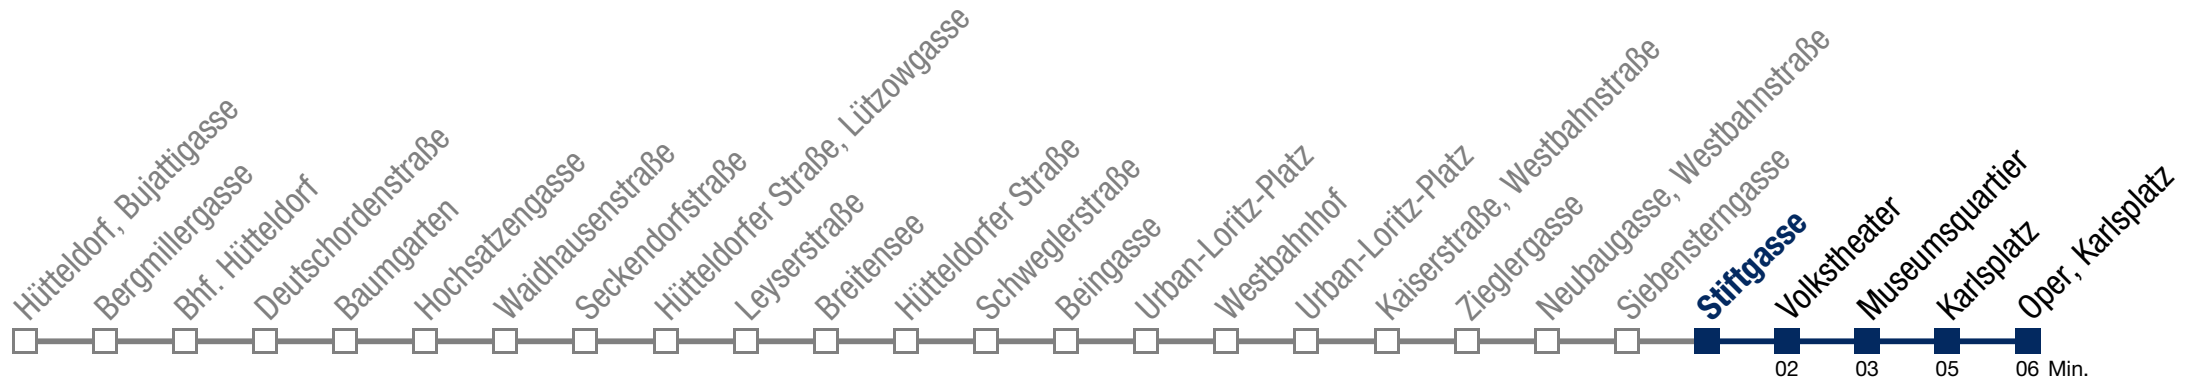 Hütteldorf, Bujattigasse
Bergmillergasse
Bhf. Hütteldorf
Deutschordenstraße
Baumgarten
Hochsatzengasse
Waidhausenstraße
Seckendorfstraße
Hütteldorfer Straße, Lützowgasse
Leyserstraße
Breitensee
Hütteldorfer Straße
Schweglerstraße
Beingasse
Urban-Loritz-Platz
Westbahnhof
Urban-Loritz-Platz
Kaiserstraße, Westbahnstraße
Zieglergasse
Neubaugasse, Westbahnstraße
Siebensterngasse
Stiftgasse
Volkstheater
Museumsquartier
Karlsplatz
Oper, Karlsplatz
02 03 05 06 Min.